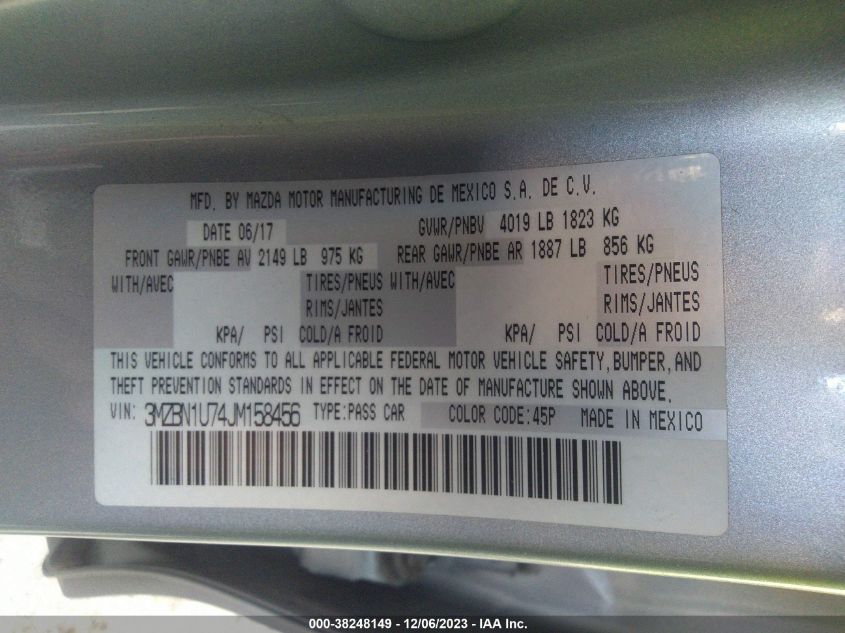 MFD. BY MAZDA MOTOR MANUFACTURING DE MEXICO S.A. DE C.V.
DATE 06/17 GVWR/PNBV 4019 LB 1823 KG
FRONT GAWR/PNBE AV 2149 LB 975 KG REAR GAWR/PNBE AR 1887 LB 856 KG
WITH/AVEC TIRES/PNEUS WITH/AVEC TIRES/PNEUS
RIMS/JANTES RIMS/JANTES
KPA/ PSI COLD/A FROID KPA/ PSI COLD/A FROID
THIS VEHICLE CONFORMS TO ALL APPLICABLE FEDERAL MOTOR VEHICLE SAFETY, BUMPER, AND
THEFT PREVENTION STANDARDS IN EFFECT ON THE DATE OF MANUFACTURE SHOWN ABOVE.
VIN: 3MZBN1U74JM158456 TYPE:PASS CAR COLOR CODE:45P MADE IN MEXICO
000-38248149 - 12/06/2023 - IAA Inc.